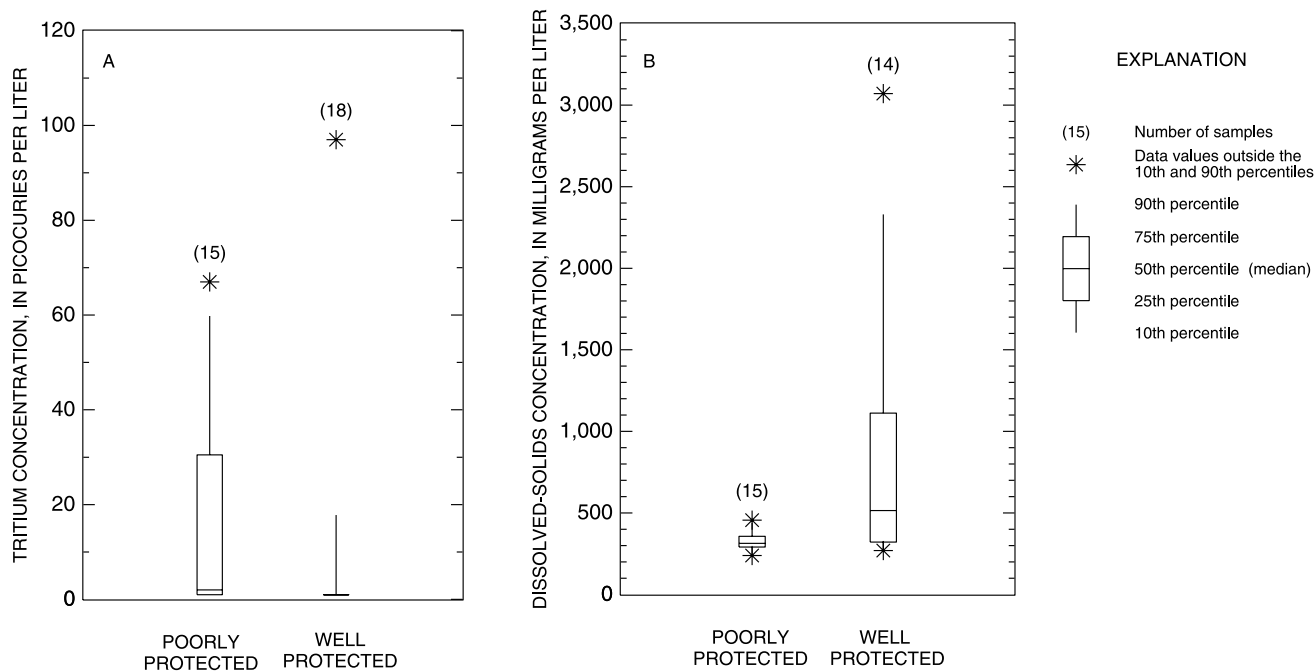 TRITIUM CONCENTRATION, IN PICOCURIES PER LITER
120
100
80
60
40
20
0
A
(15)
(18)
POORLY
PROTECTED
WELL
PROTECTED
DISSOLVED-SOLIDS CONCENTRATION, IN MILLIGRAMS PER LITER
3,500
3,000
2,500
2,000
1,500
1,000
500
0
B
(15)
(14)
POORLY
PROTECTED
WELL
PROTECTED
EXPLANATION
(15) Number of samples
Data values outside the
10th and 90th percentiles
90th percentile
75th percentile
50th percentile (median)
25th percentile
10th percentile